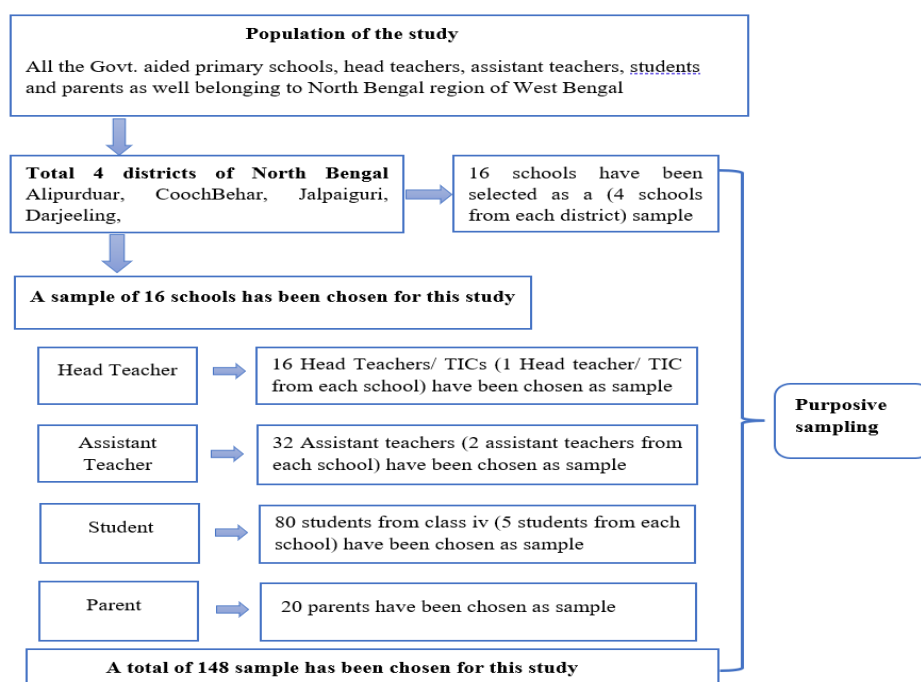 Population of the study
All the Govt. aided primary schools, head teachers, assistant teachers, students
and parents as well belonging to North Bengal region of West Bengal
Total 4 districts of North Bengal
Alipurduar, CoochBehar, Jalpaiguri,
Darjeeling,
16 schools have been
selected as a (4 schools
from each district) sample
A sample of 16 schools has been chosen for this study
Head Teacher
16 Head Teachers/ TICs (1 Head teacher/ TIC
from each school) have been chosen as sample
Assistant
Teacher
32 Assistant teachers (2 assistant teachers from
each school) have been chosen as sample
Student
80 students from class iv (5 students from each
school) have been chosen as sample
Parent
20 parents have been chosen as sample
A total of 148 sample has been chosen for this study
Purposive
sampling